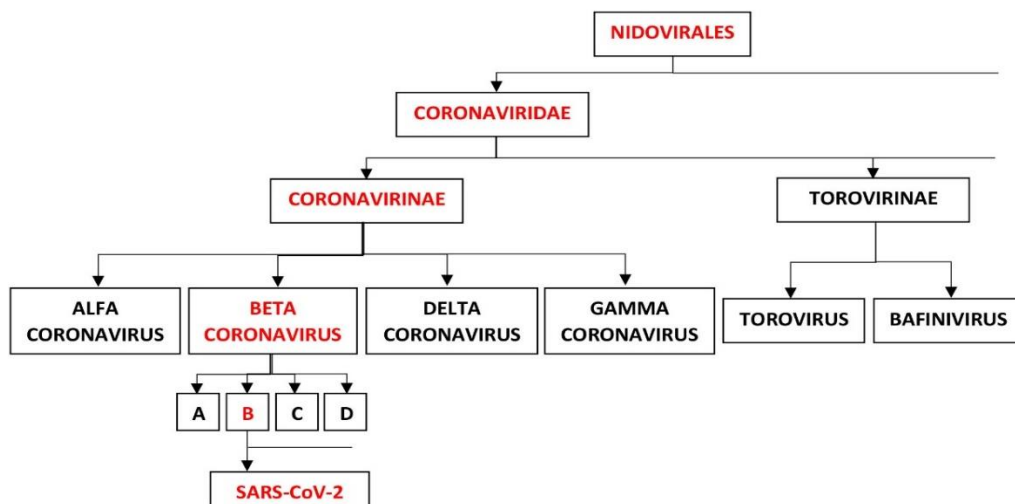 NIDOVIRALES
CORONAVIRIDAE
CORONAVIRINAE
TOROVIRINAE
ALFA
CORONAVIRUS
BETA
CORONAVIRUS
DELTA
CORONAVIRUS
GAMMA
CORONAVIRUS
TOROVIRUS
BAFINIVIRUS
A
B
C
D
SARS-CoV-2